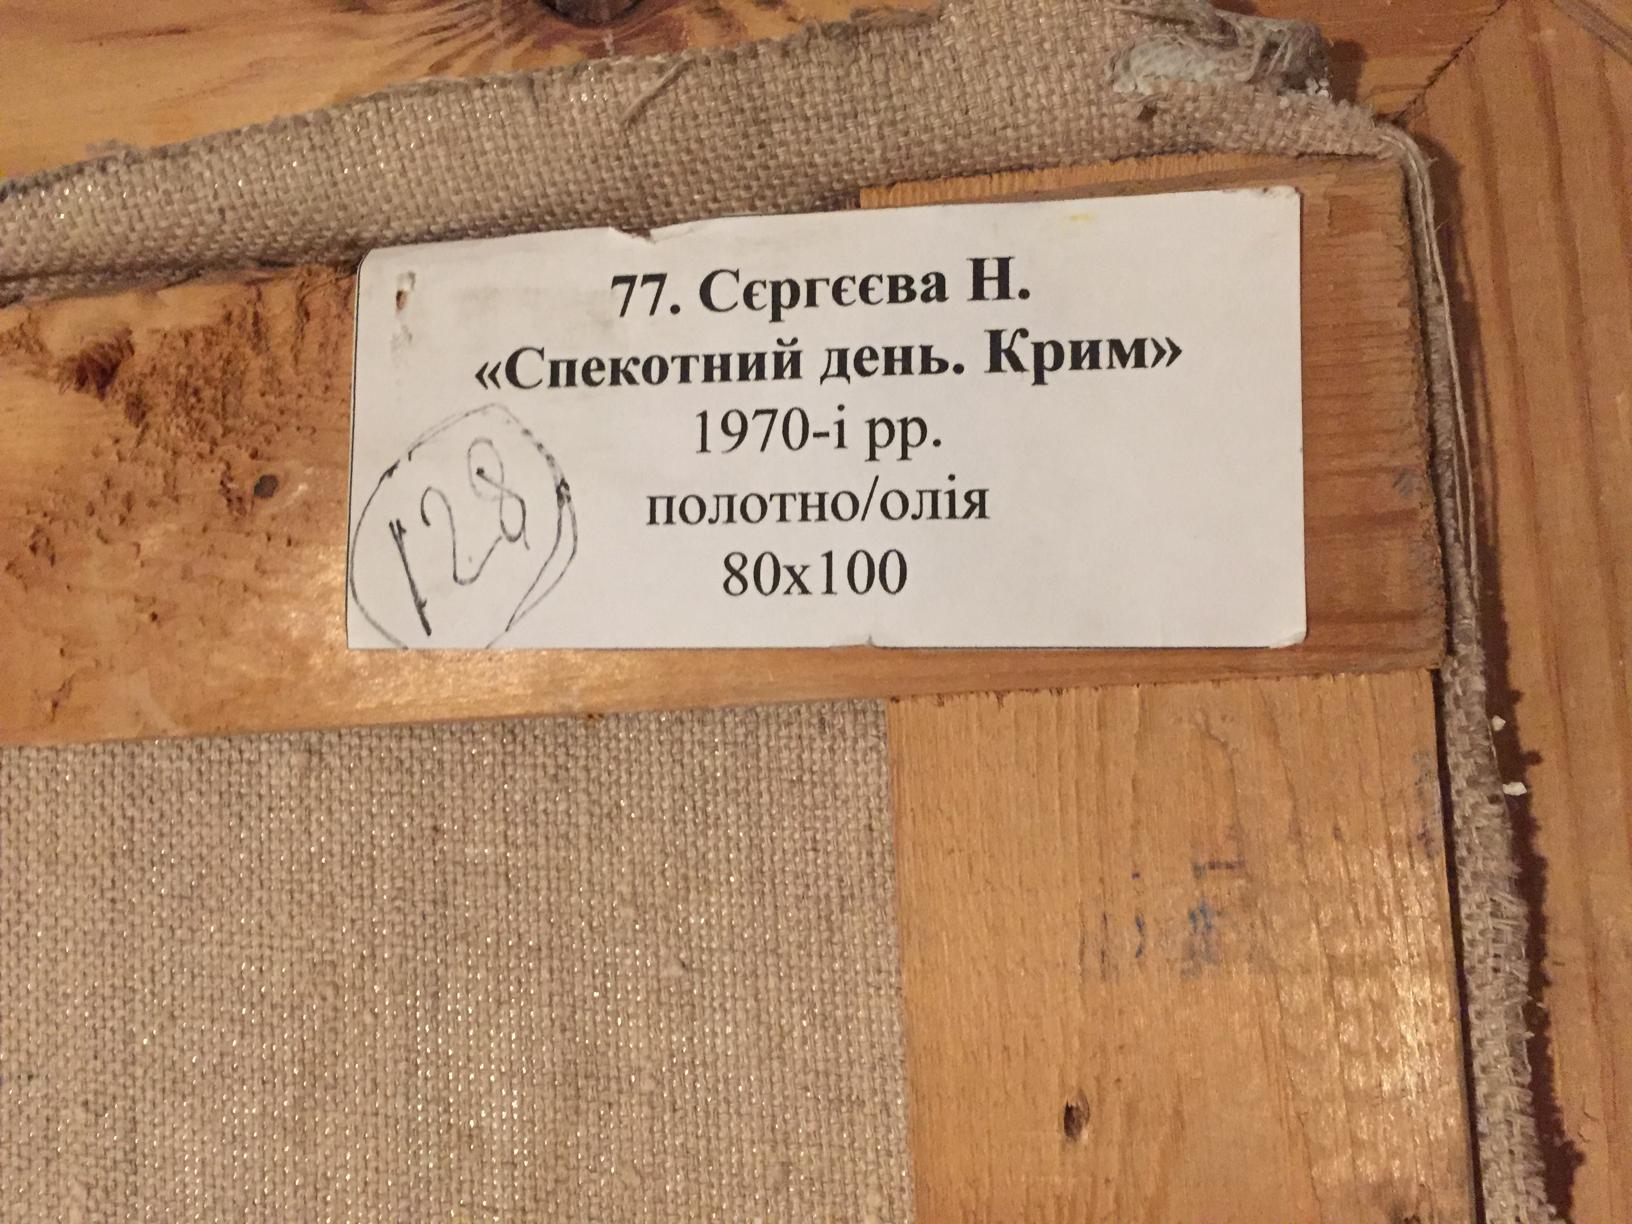 77. Сєргєєва Н.
«Спекотний день. Крим»
1970-і рр.
полотно/олія
80х100
128